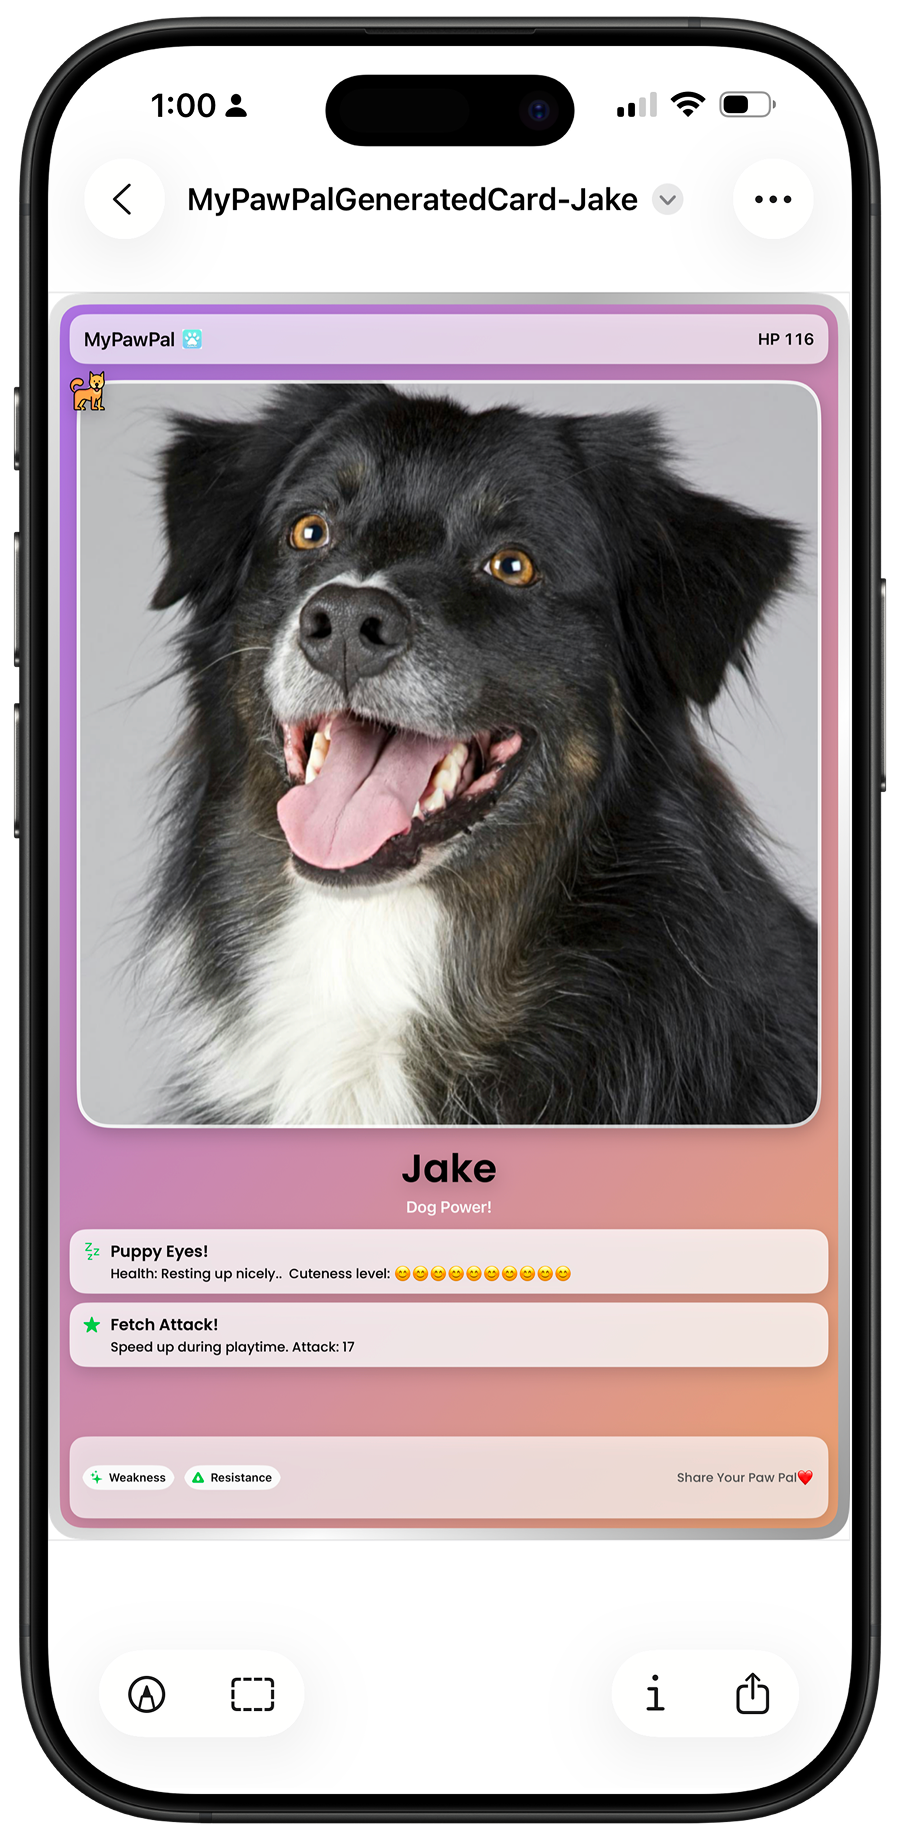 1:00
MyPawPalGeneratedCard-Jake
MyPawPal
HP 116
Jake
Dog Power!
Puppy Eyes!
Health: Resting up nicely..  Cuteness level: 😊😊😊😊😊😊😊😊😊😊
Fetch Attack!
Speed up during playtime. Attack: 17
Weakness
Resistance
Share Your Paw Pal❤️